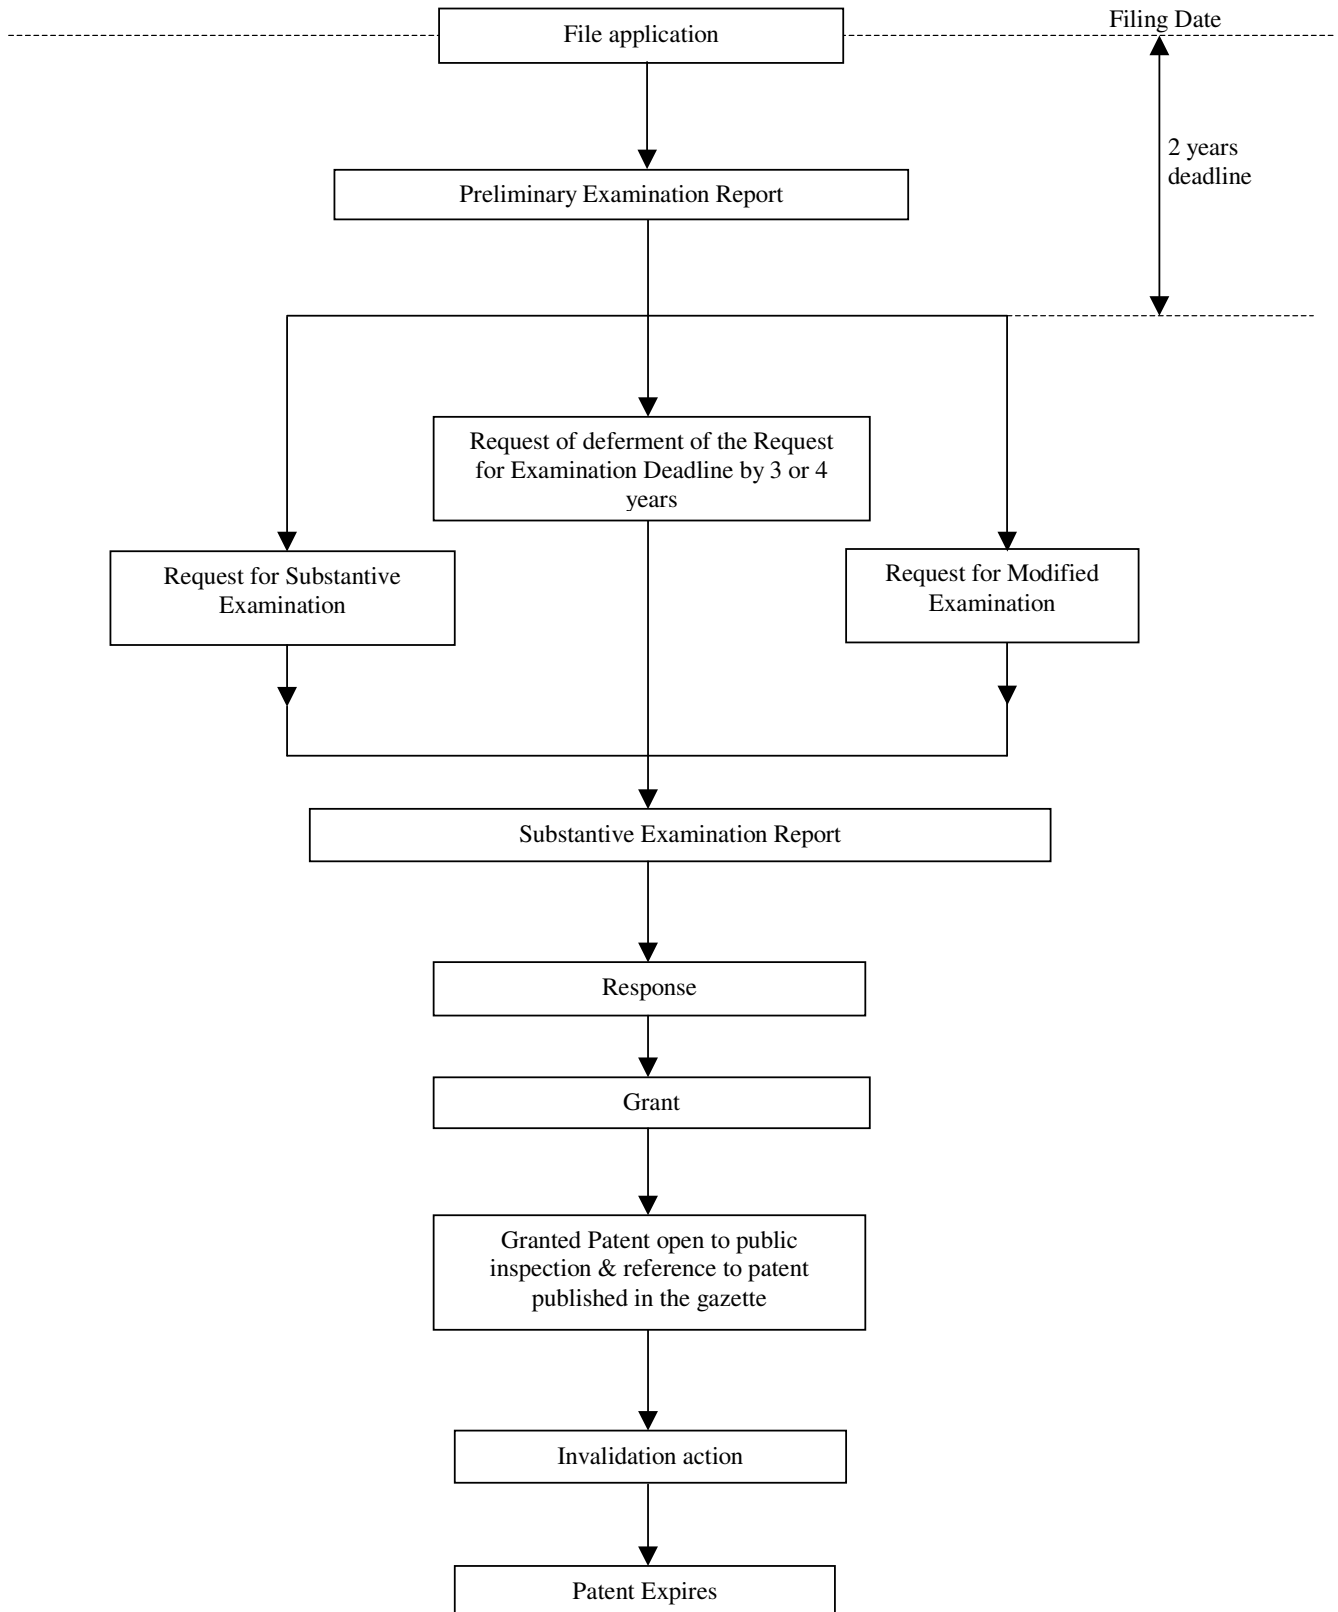 File application
Filing Date
2 years
deadline
Preliminary Examination Report
Request of deferment of the Request
for Examination Deadline by 3 or 4
years
Request for Substantive
Examination
Request for Modified
Examination
Substantive Examination Report
Response
Grant
Granted Patent open to public
inspection & reference to patent
published in the gazette
Invalidation action
Patent Expires